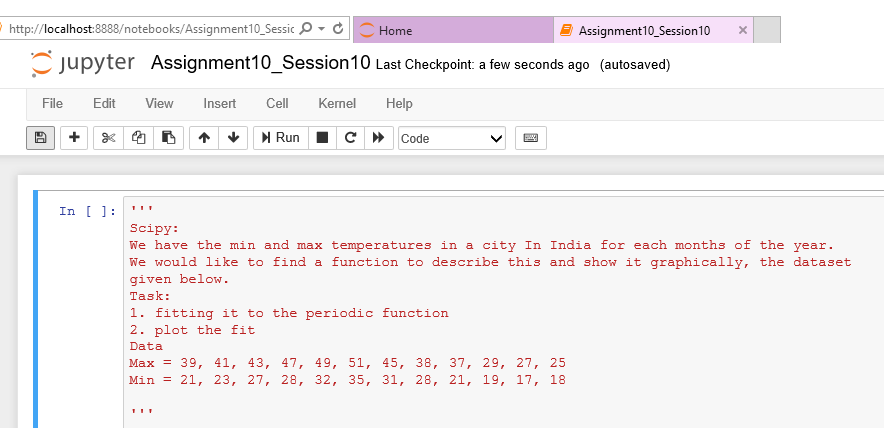 http://localhost:8888/notebooks/Assignment10_Sessic
Home
Assignment10_Session10
jupyter Assignment10_Session10 Last Checkpoint: a few seconds ago (autosaved)
File Edit View Insert Cell Kernel Help
Run Code
In [ ]: '''
Scipy:
We have the min and max temperatures in a city In India for each months of the year.
We would like to find a function to describe this and show it graphically, the dataset
given below.
Task:
1. fitting it to the periodic function
2. plot the fit
Data
Max = 39, 41, 43, 47, 49, 51, 45, 38, 37, 29, 27, 25
Min = 21, 23, 27, 28, 32, 35, 31, 28, 21, 19, 17, 18
'''